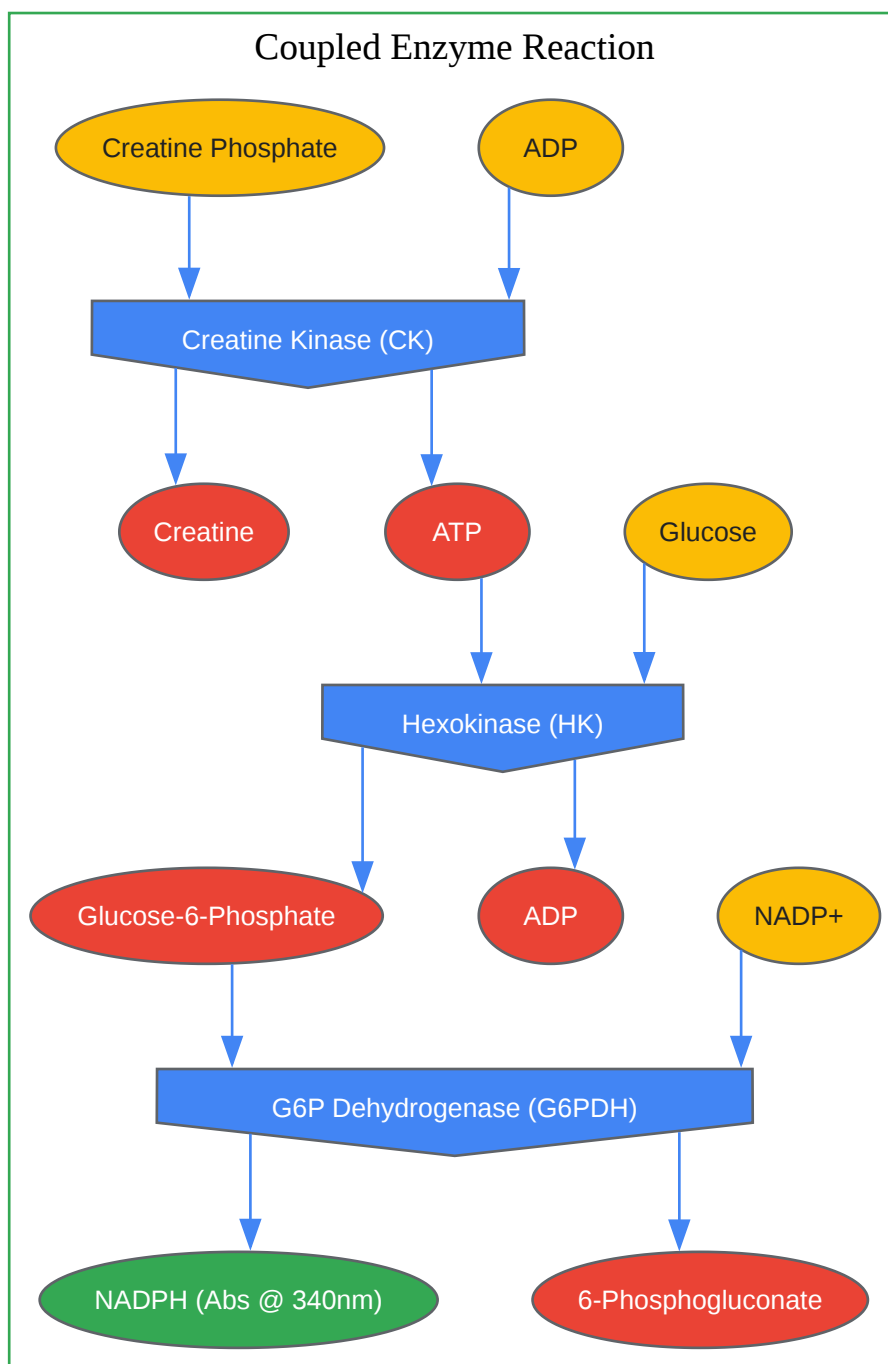 Coupled Enzyme Reaction
Creatine Phosphate
ADP
Creatine Kinase (CK)
Creatine
ATP
Glucose
Hexokinase (HK)
Glucose-6-Phosphate
ADP
NADP+
G6P Dehydrogenase (G6PDH)
NADPH (Abs @ 340nm)
6-Phosphogluconate